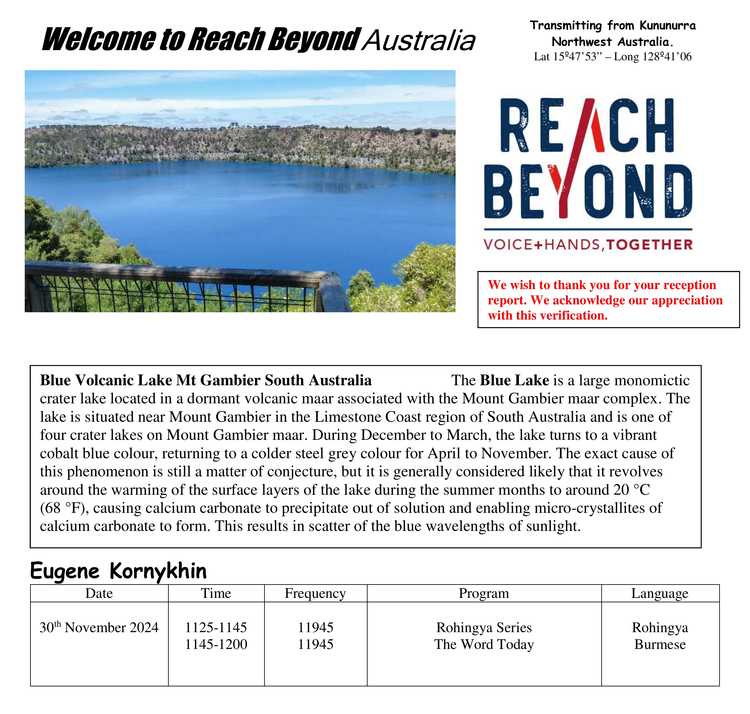 Welcome to Reach Beyond Australia
Transmitting from Kununurra
Northwest Australia.
Lat 15º47’53” – Long 128º41’06
REACH
BEYOND
VOICE+HANDS,TOGETHER
We wish to thank you for your reception
report. We acknowledge our appreciation
with this verification.
Blue Volcanic Lake Mt Gambier South Australia The Blue Lake is a large monomictic
crater lake located in a dormant volcanic maar associated with the Mount Gambier maar complex. The
lake is situated near Mount Gambier in the Limestone Coast region of South Australia and is one of
four crater lakes on Mount Gambier maar. During December to March, the lake turns to a vibrant
cobalt blue colour, returning to a colder steel grey colour for April to November. The exact cause of
this phenomenon is still a matter of conjecture, but it is generally considered likely that it revolves
around the warming of the surface layers of the lake during the summer months to around 20 °C
(68 °F), causing calcium carbonate to precipitate out of solution and enabling micro-crystallites of
calcium carbonate to form. This results in scatter of the blue wavelengths of sunlight.
Eugene Kornykhin
Date Time Frequency Program Language
30th November 2024 1125-1145 11945 Rohingya Series Rohingya
1145-1200 11945 The Word Today Burmese